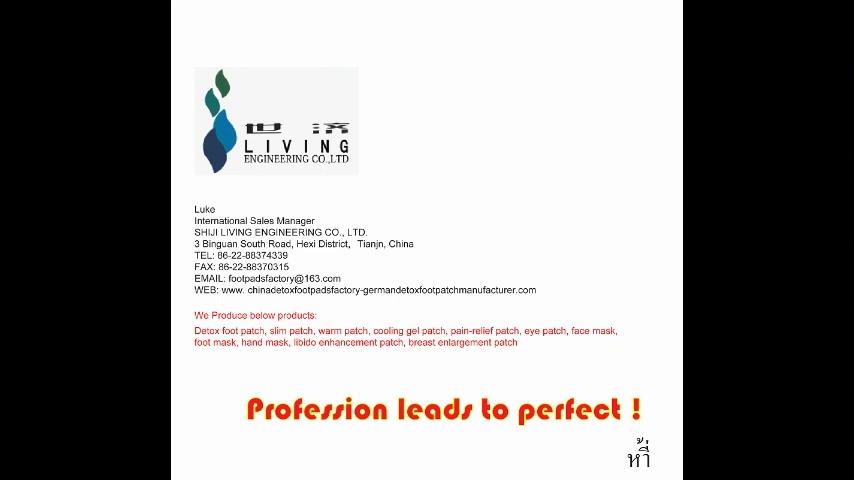 世 济
LIVING
ENGINEERING CO.,LTD
Luke
International Sales Manager
SHIJI LIVING ENGINEERING CO., LTD.
3 Binguan South Road, Hexi District, Tianjn, China
TEL: 86-22-88374339
FAX: 86-22-88370315
EMAIL: footpadsfactory@163.com
WEB: www. chinadetoxfootpadsfactory-germandetoxfootpatchmanufacturer.com
We Produce below products:
Detox foot patch, slim patch, warm patch, cooling gel patch, pain-relief patch, eye patch, face mask,
foot mask, hand mask, libido enhancement patch, breast enlargement patch
Profession leads to perfect !